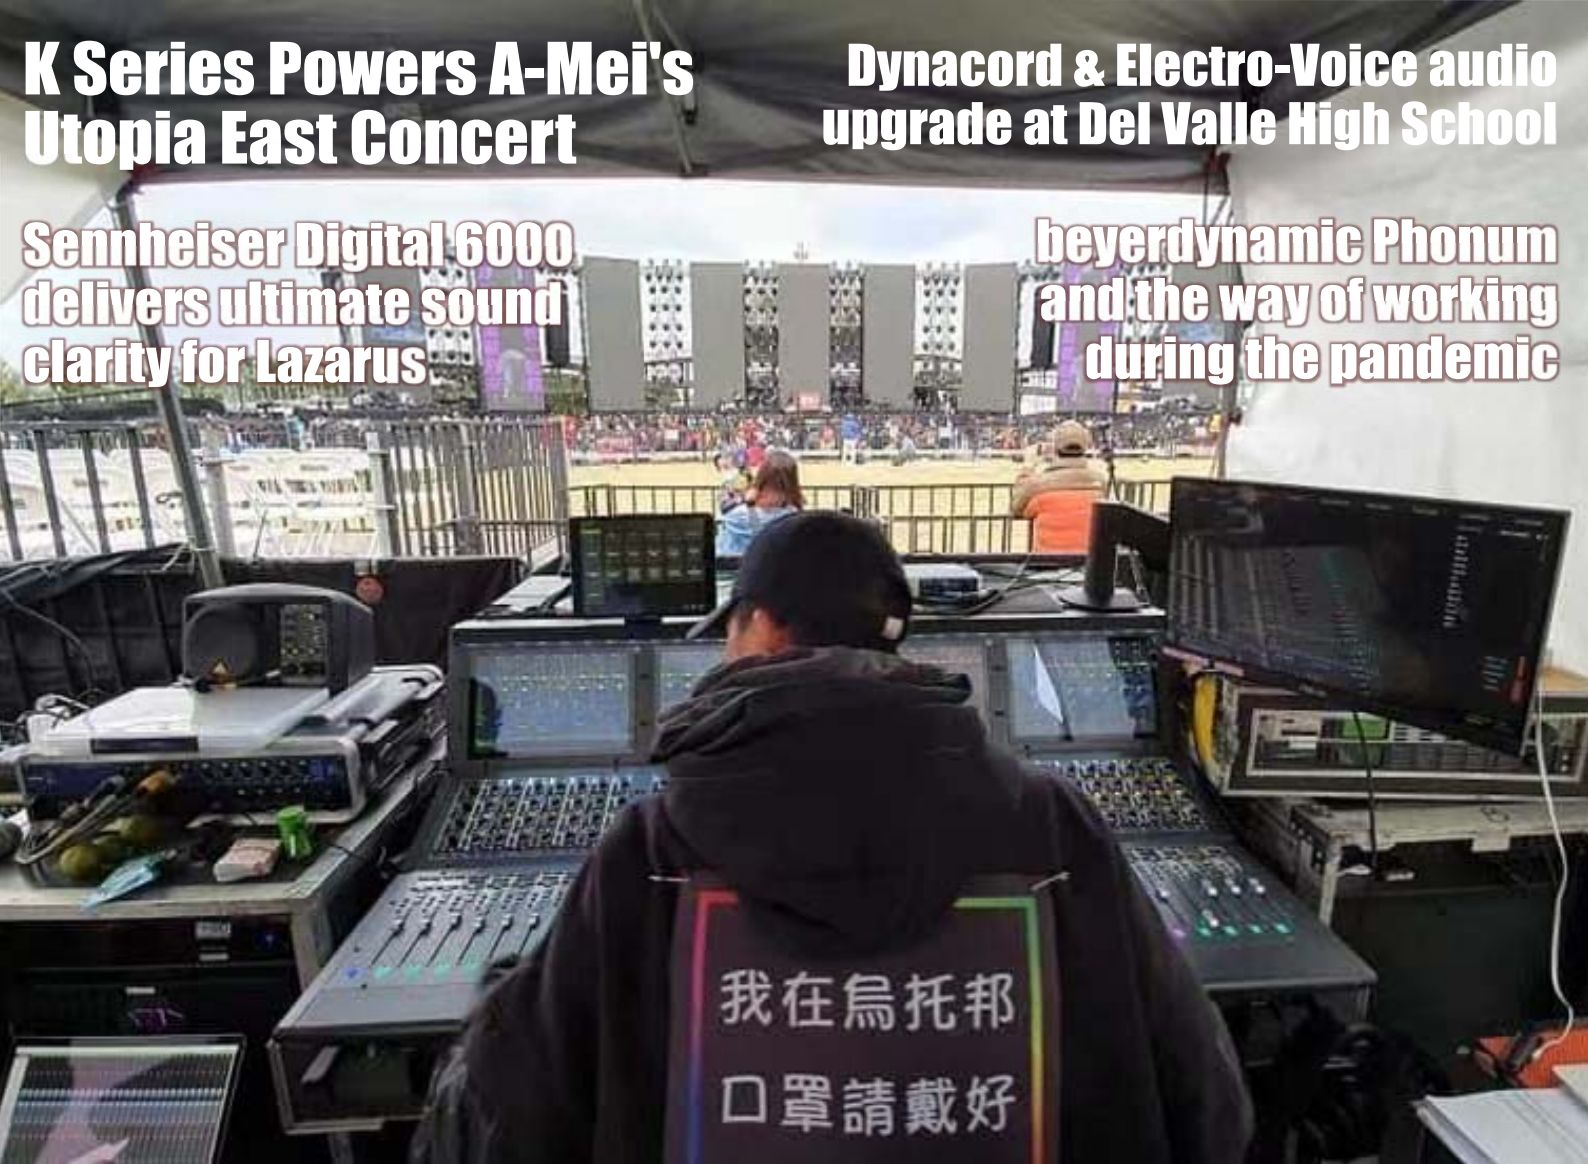 K Series Powers A-Mei's
Utopia East Concert
Dynacord & Electro-Voice audio
upgrade at Del Valle High School
Sennheiser Digital 6000
delivers ultimate sound
clarity for Lazarus
beyerdynamic Phonum
and the way of working
during the pandemic
我在烏托邦
口罩請戴好